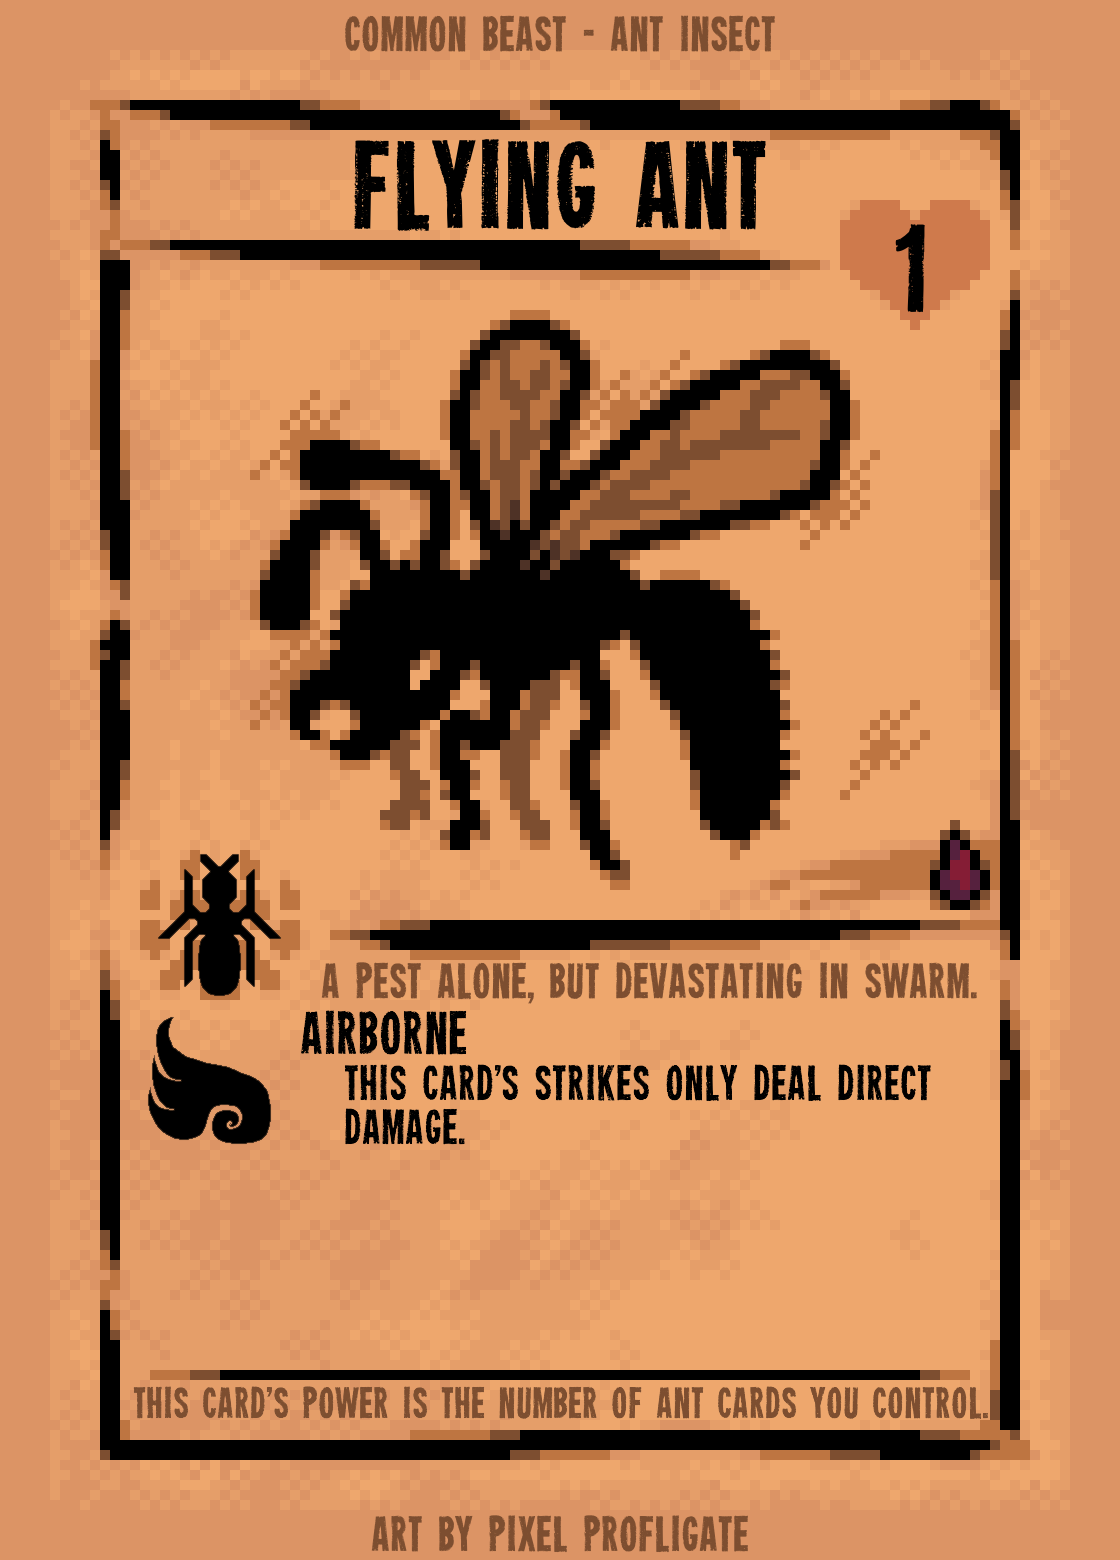 COMMON BEAST - ANT INSECT
FLYING ANT
1
A PEST ALONE, BUT DEVASTATING IN SWARM.
AIRBORNE
THIS CARD'S STRIKES ONLY DEAL DIRECT
DAMAGE.
THIS CARD'S POWER IS THE NUMBER OF ANT CARDS YOU CONTROL.
ART BY PIXEL PROFLIGATE